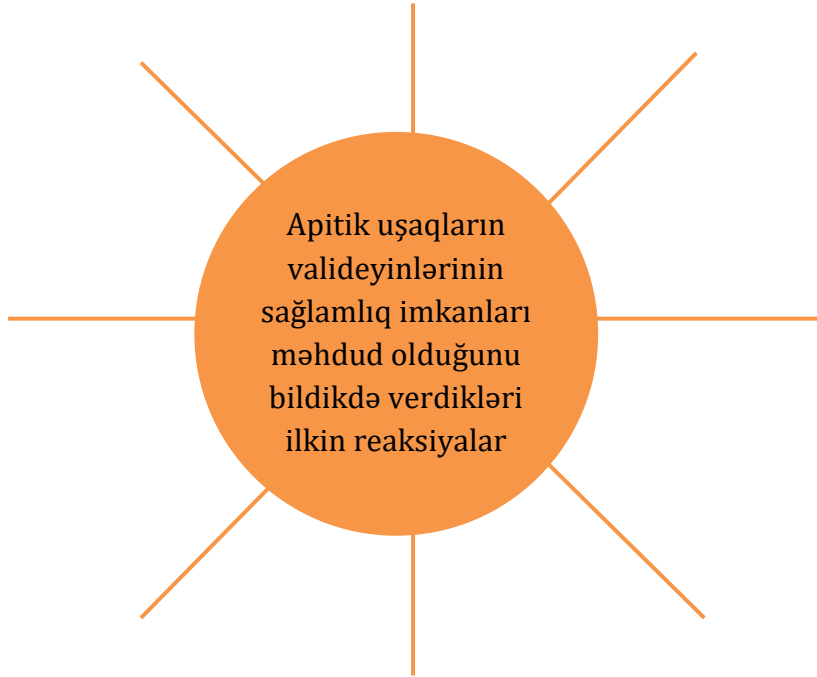 Apitik uşaqların
valideyinlərinin
sağlamlıq imkanları
məhdud olduğunu
bildikdə verdikləri
ilkin reaksiyalar